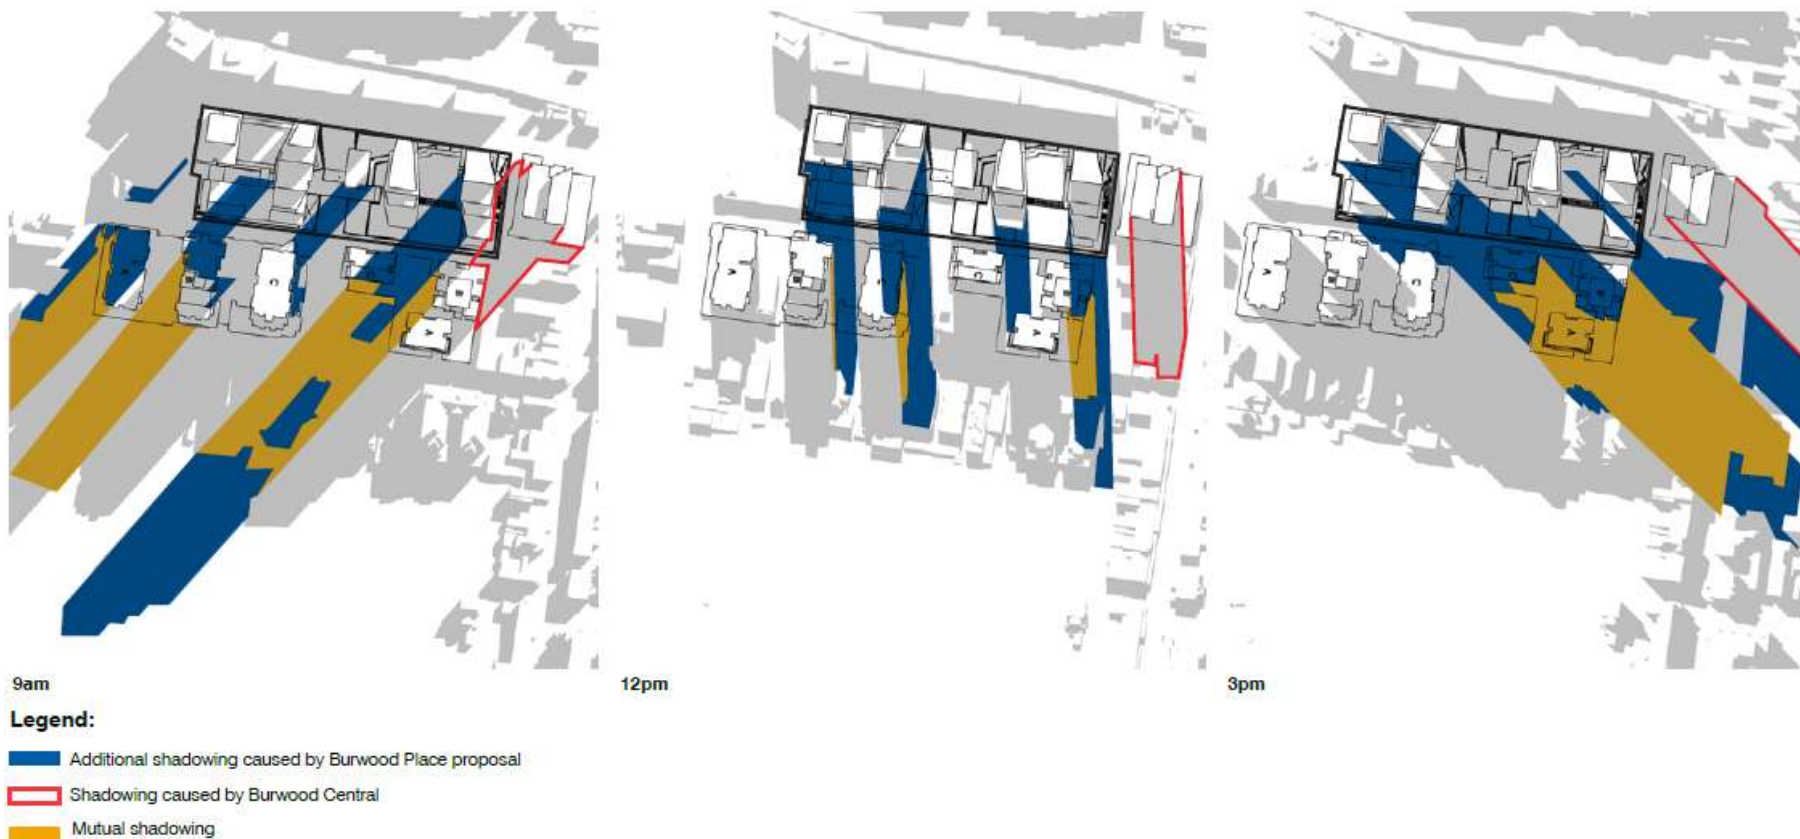 9am
12pm
3pm
Legend:
Additional shadowing caused by Burwood Place proposal
Shadowing caused by Burwood Central
Mutual shadowing